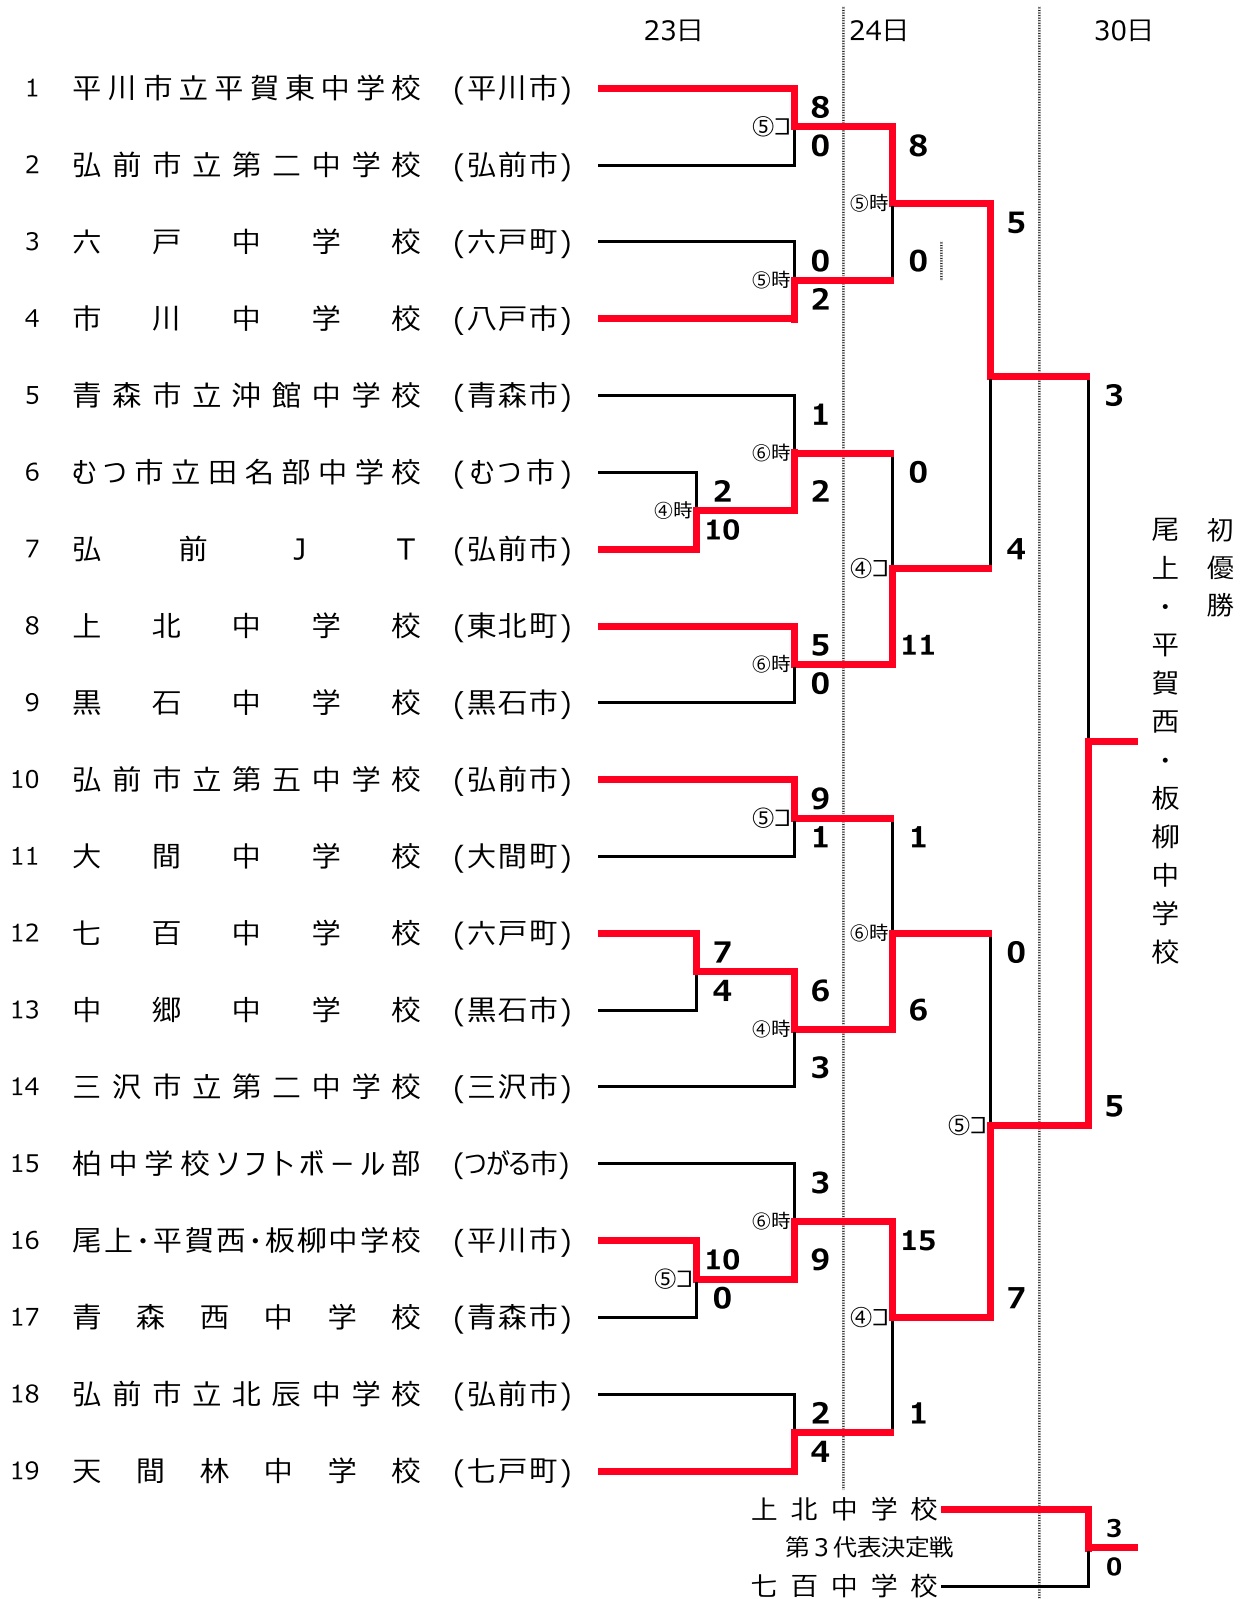 23日 24日 30日
1 平川市立平賀東中学校 (平川市)
8
⑤コ
0
2 弘前市立第二中学校 (弘前市)
8
⑤時
3 六戸中学校 (六戸町)
5
0
0
⑤時
2
4 市川中学校 (八戸市)
3
5 青森市立沖館中学校 (青森市)
1
⑥時
6 むつ市立田名部中学校 (むつ市)
0
2
2
④時
10
7 弘前JT (弘前市)
4
④コ
8 上北中学校 (東北町)
5
11
⑥時
0
9 黒石中学校 (黒石市)
初優勝
尾上・平賀西・板柳中学校
10 弘前市立第五中学校 (弘前市)
9
⑤コ
1
1
11 大間中学校 (大間町)
12 七百中学校 (六戸町)
⑥時
7
0
4
6
13 中郷中学校 (黒石市)
6
④時
3
14 三沢市立第二中学校 (三沢市)
5
⑤コ
15 柏中学校ソフトボール部 (つがる市)
3
⑥時
16 尾上・平賀西・板柳中学校 (平川市)
15
10
9
⑤コ
0
7
17 青森西中学校 (青森市)
④コ
18 弘前市立北辰中学校 (弘前市)
2
1
4
19 天間林中学校 (七戸町)
上北中学校
3
第3代表決定戦
0
七百中学校